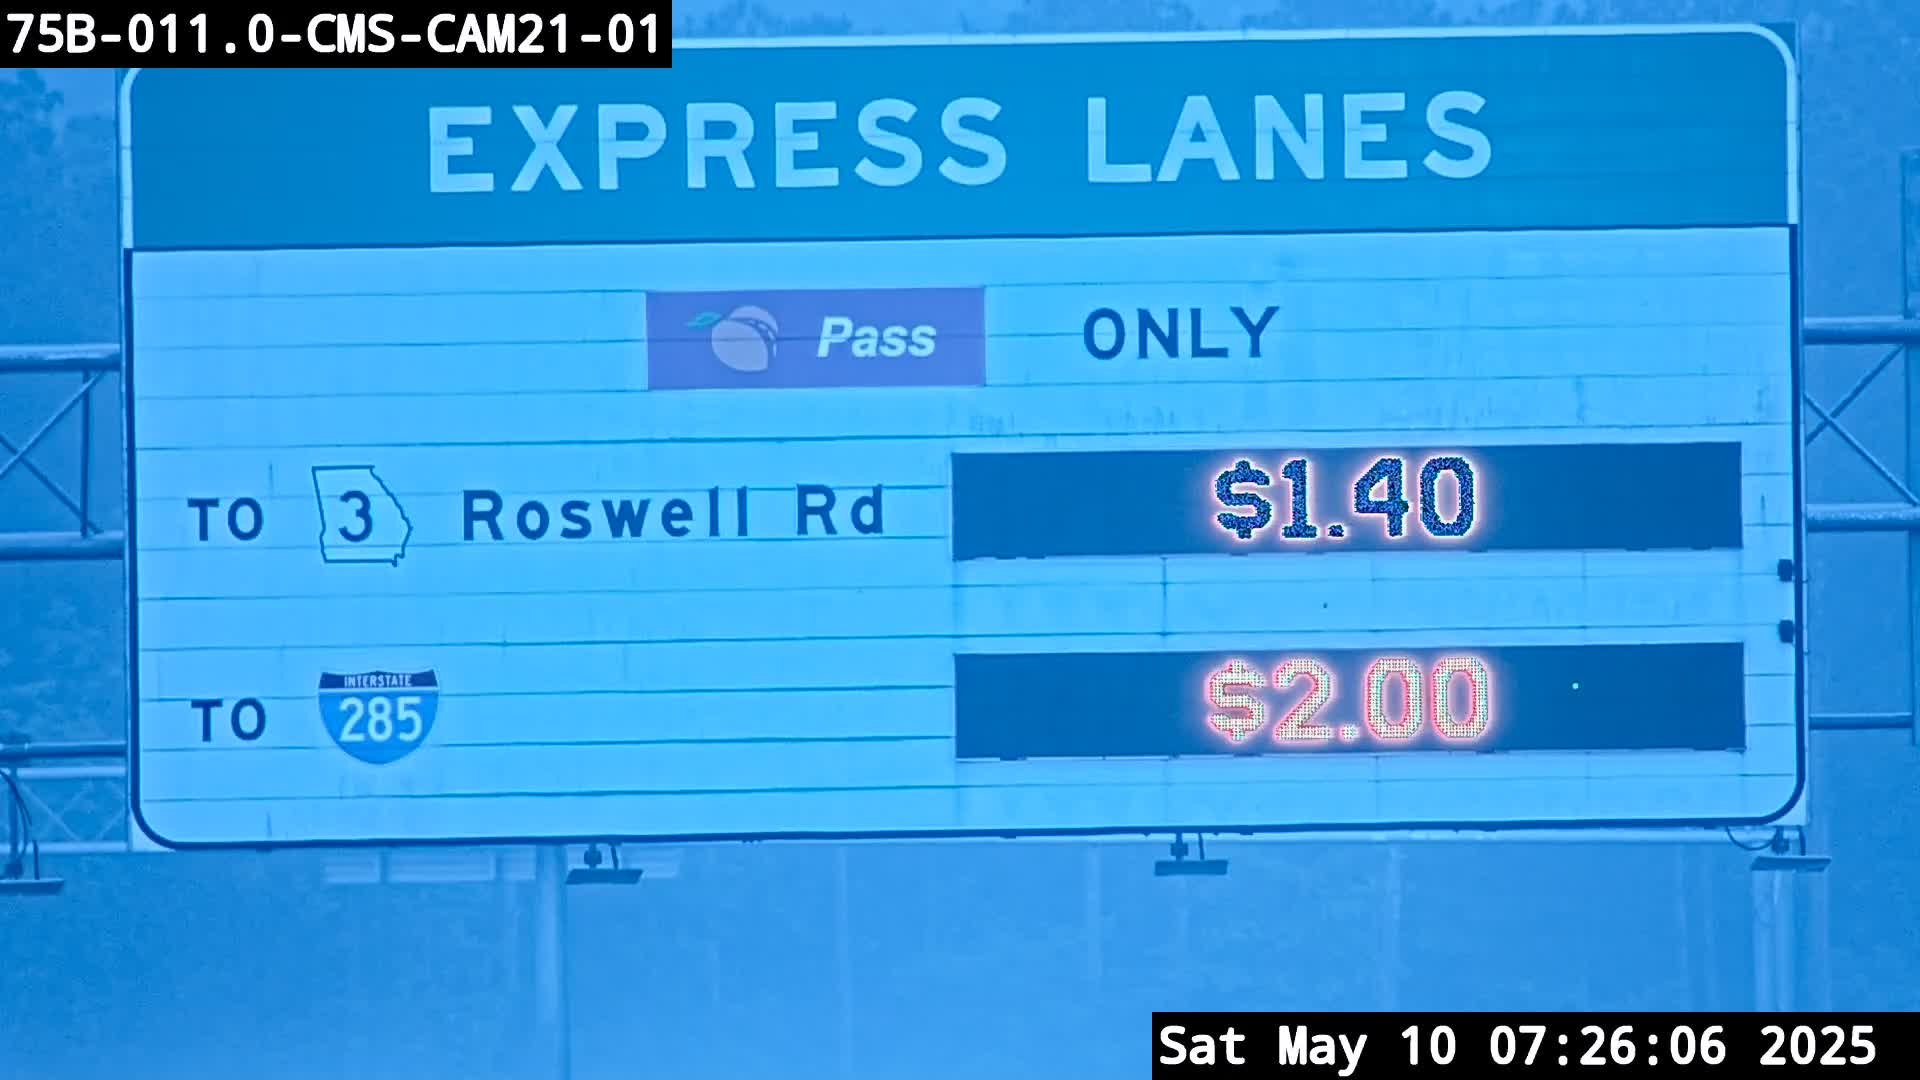 75B-011.0-CMS-CAM21-01
EXPRESS LANES
Pass ONLY
TO 3 Roswell Rd $1.40
INTERSTATE
TO 285 $2.00
Sat May 10 07:26:06 2025